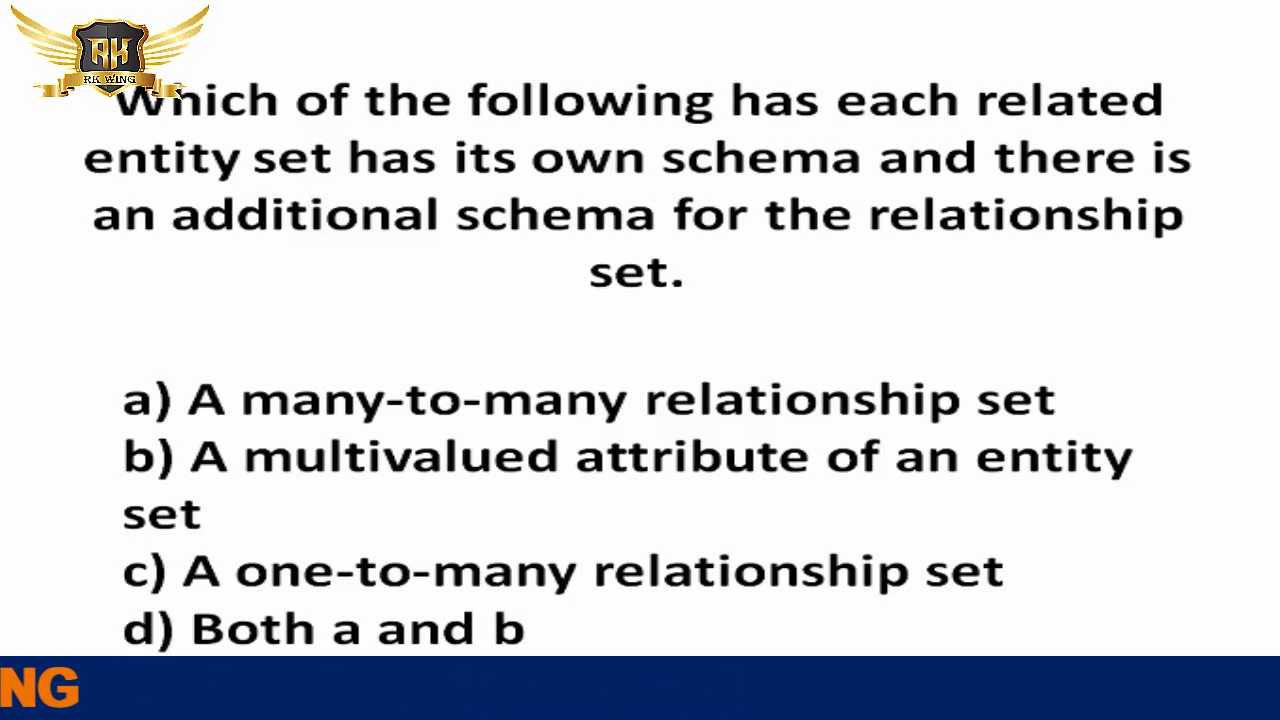 RK
RK WING
Which of the following has each related
entity set has its own schema and there is
an additional schema for the relationship
set.
a) A many-to-many relationship set
b) A multivalued attribute of an entity
set
c) A one-to-many relationship set
d) Both a and b
NG